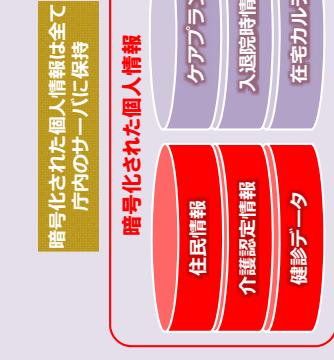 暗号化された個人情報は全て
庁内のサーバに保持
暗号化された個人情報
住民情報
介護認定情報
健診データ
ケアプラン
入退院時情
在宅カルテ